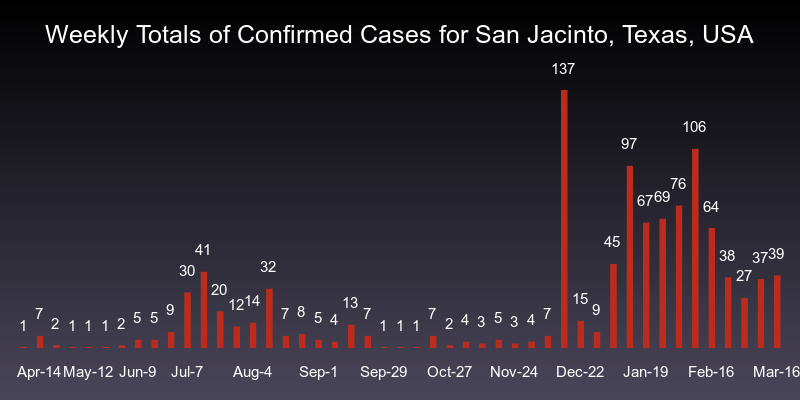 Weekly Totals of Confirmed Cases for San Jacinto, Texas, USA
1 7 2 1 1 1 2 5 5 9 30 41 20 12 14 32 7 8 5 4 13 7 1 1 1 7 2 4 3 5 3 4 7 137 15 9 45 97 67 69 76 106 64 38 27 37 39
Apr-14 May-12 Jun-9 Jul-7 Aug-4 Sep-1 Sep-29 Oct-27 Nov-24 Dec-22 Jan-19 Feb-16 Mar-16